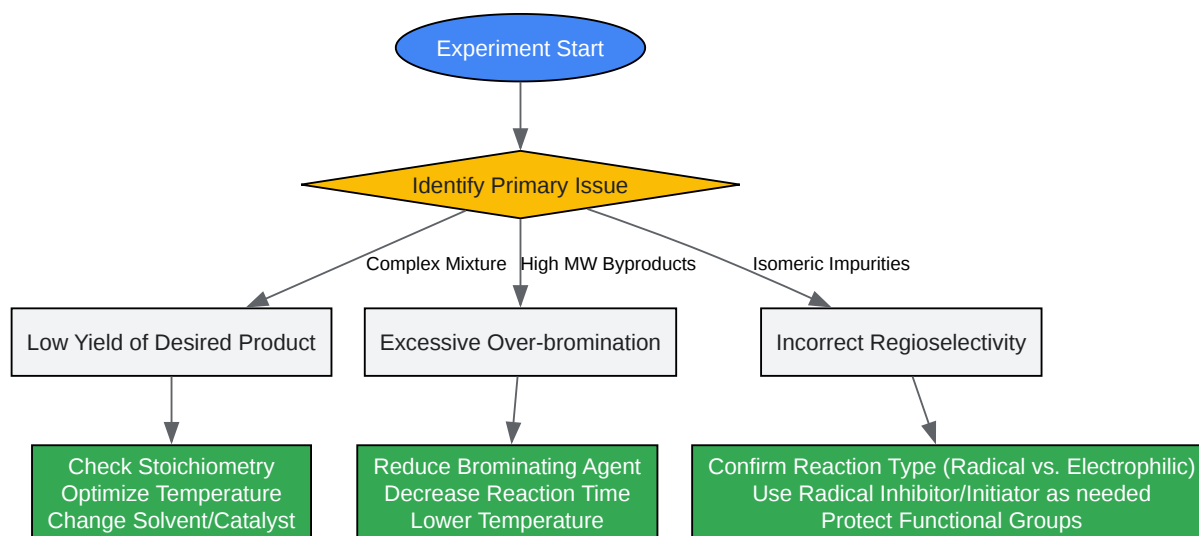 Experiment Start
Identify Primary Issue
Complex Mixture
High MW Byproducts
Isomeric Impurities
Low Yield of Desired Product
Excessive Over-bromination
Incorrect Regioselectivity
Check Stoichiometry
Optimize Temperature
Change Solvent/Catalyst
Reduce Brominating Agent
Decrease Reaction Time
Lower Temperature
Confirm Reaction Type (Radical vs. Electrophilic)
Use Radical Inhibitor/Initiator as needed
Protect Functional Groups